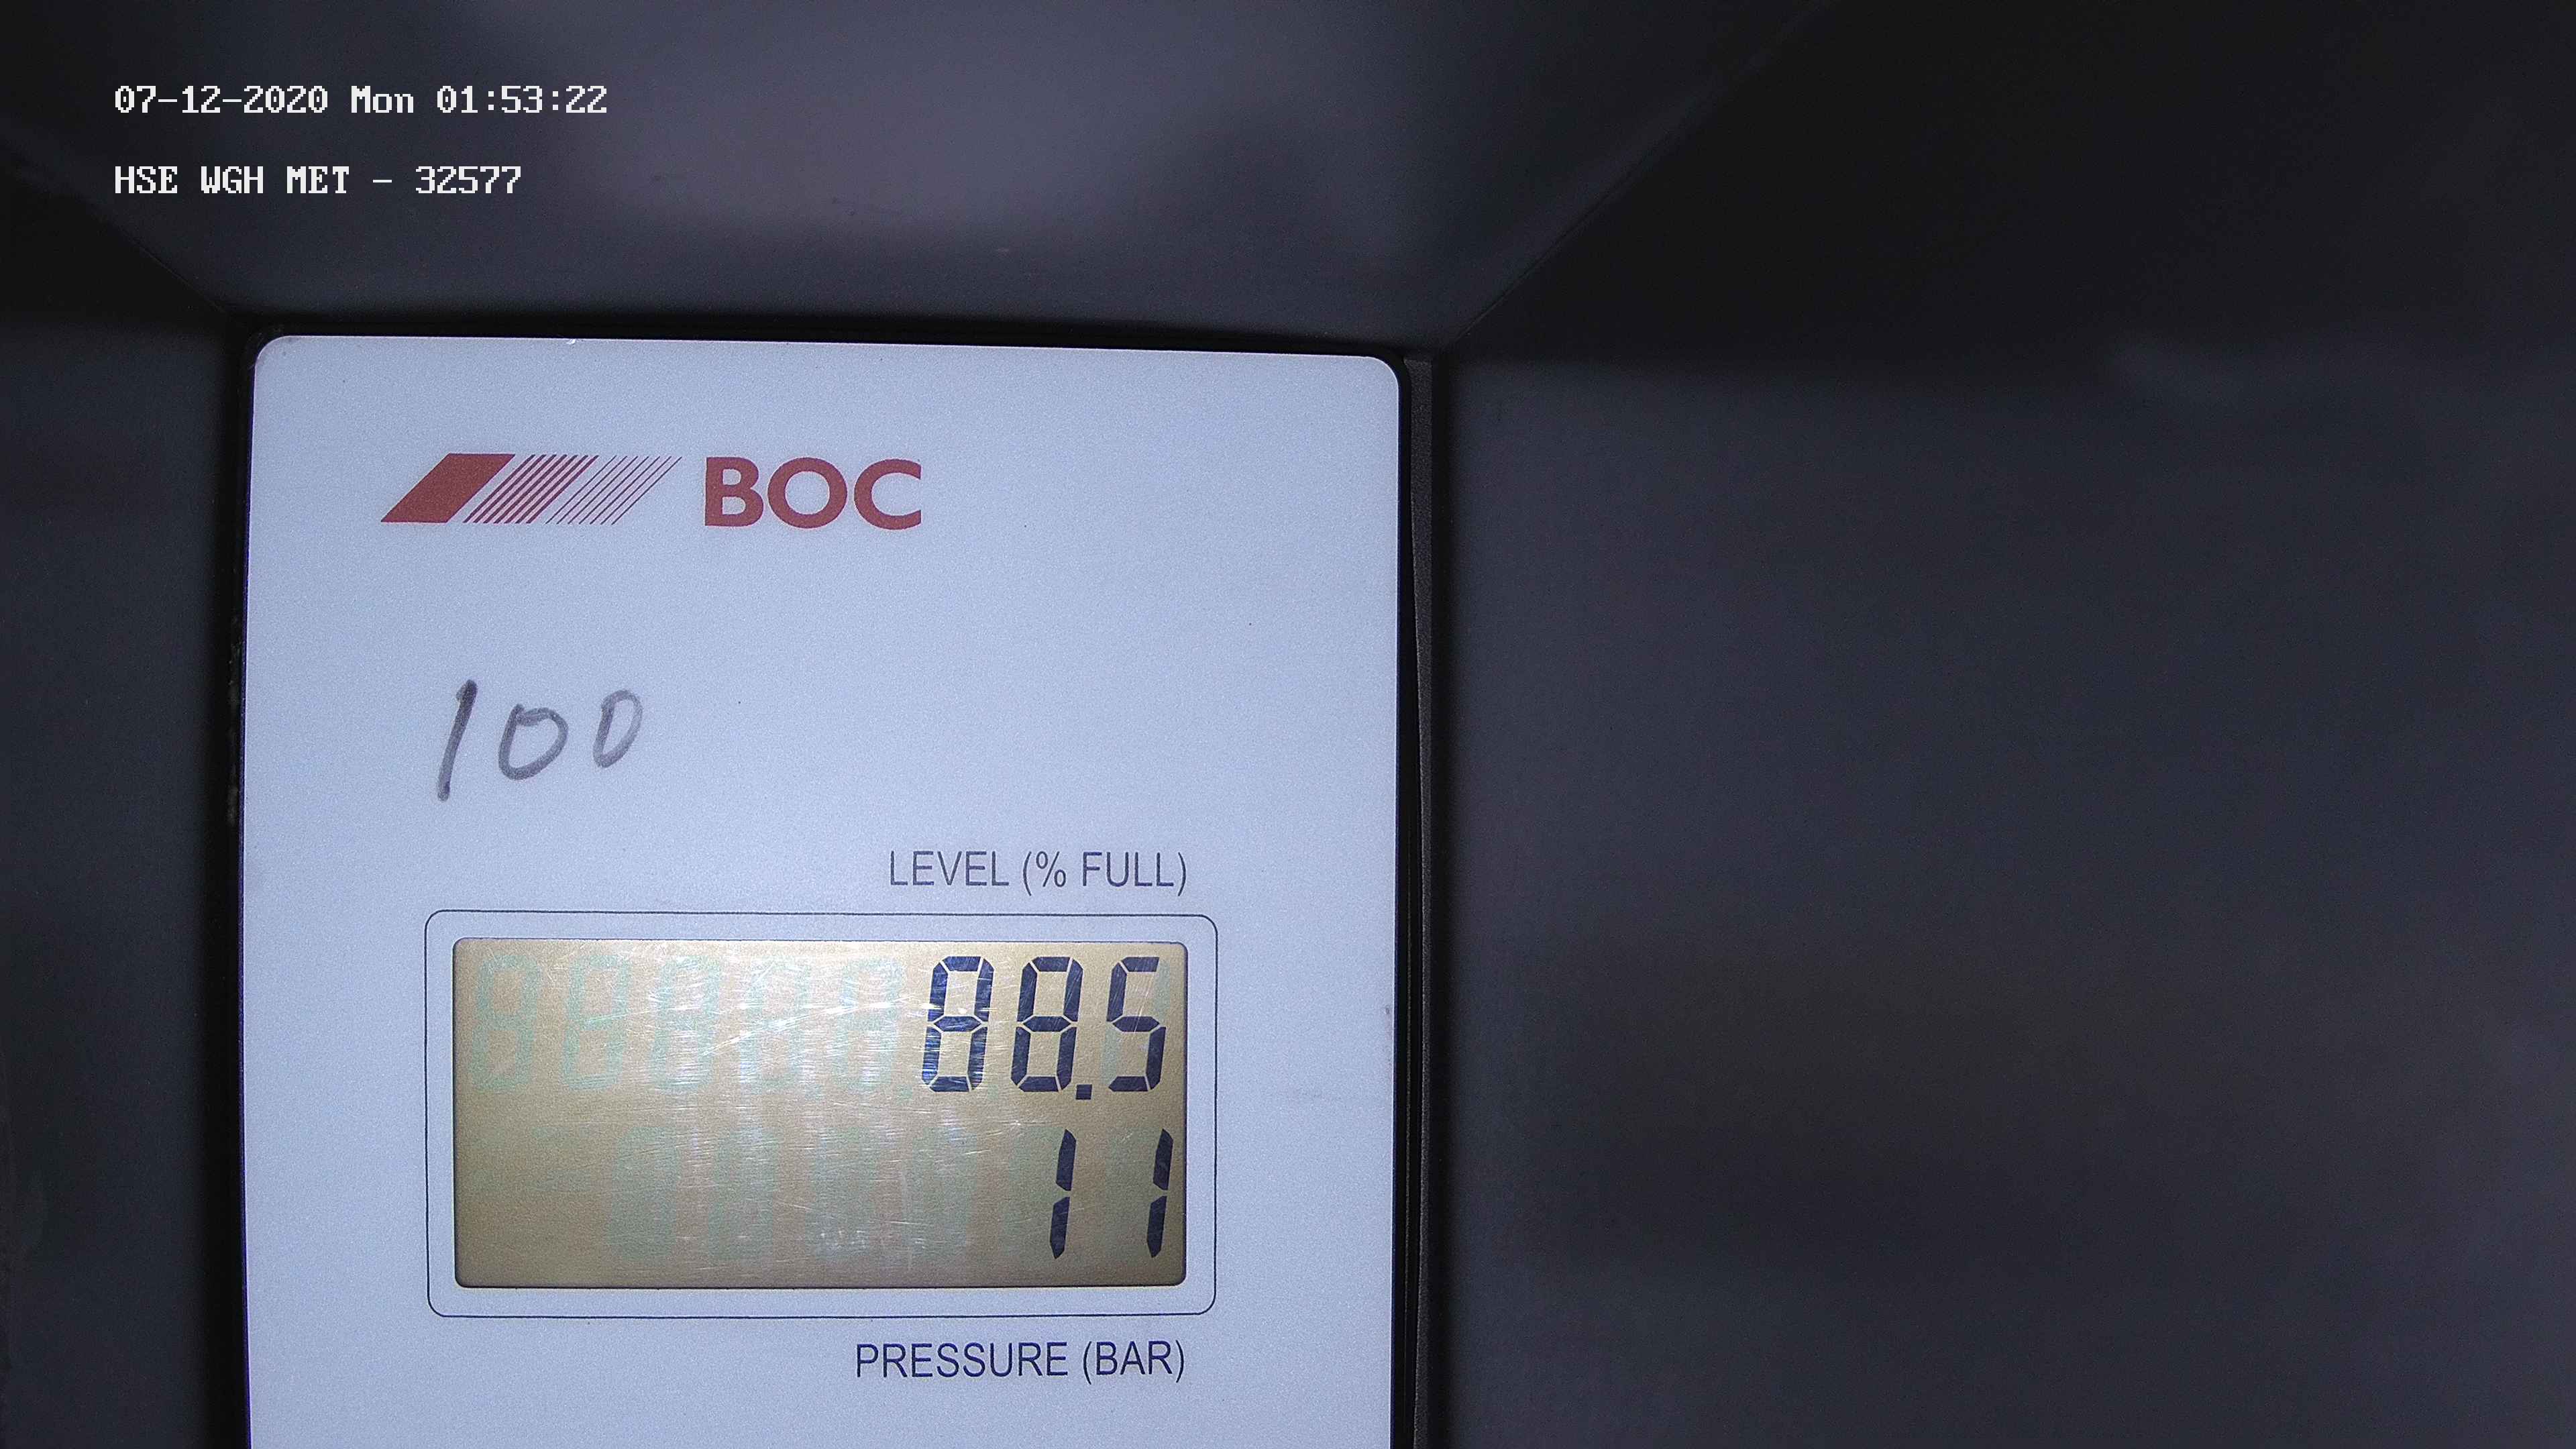 07-12-2020 Mon 01:53:22
HSE WGH MET - 32577
BOC
100
LEVEL (% FULL)
88.5
11
PRESSURE (BAR)